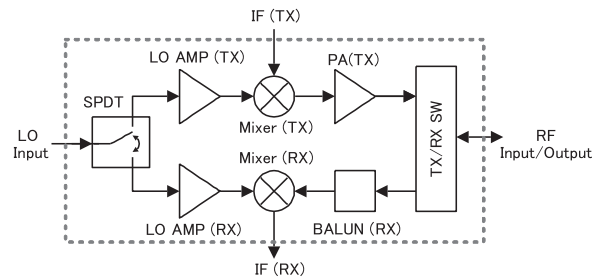 IF (TX)
LO AMP (TX)
PA(TX)
SPDT
Mixer (TX)
LO
Input
TX/RX SW
RF
Input/Output
Mixer (RX)
LO AMP (RX)
BALUN (RX)
IF (RX)